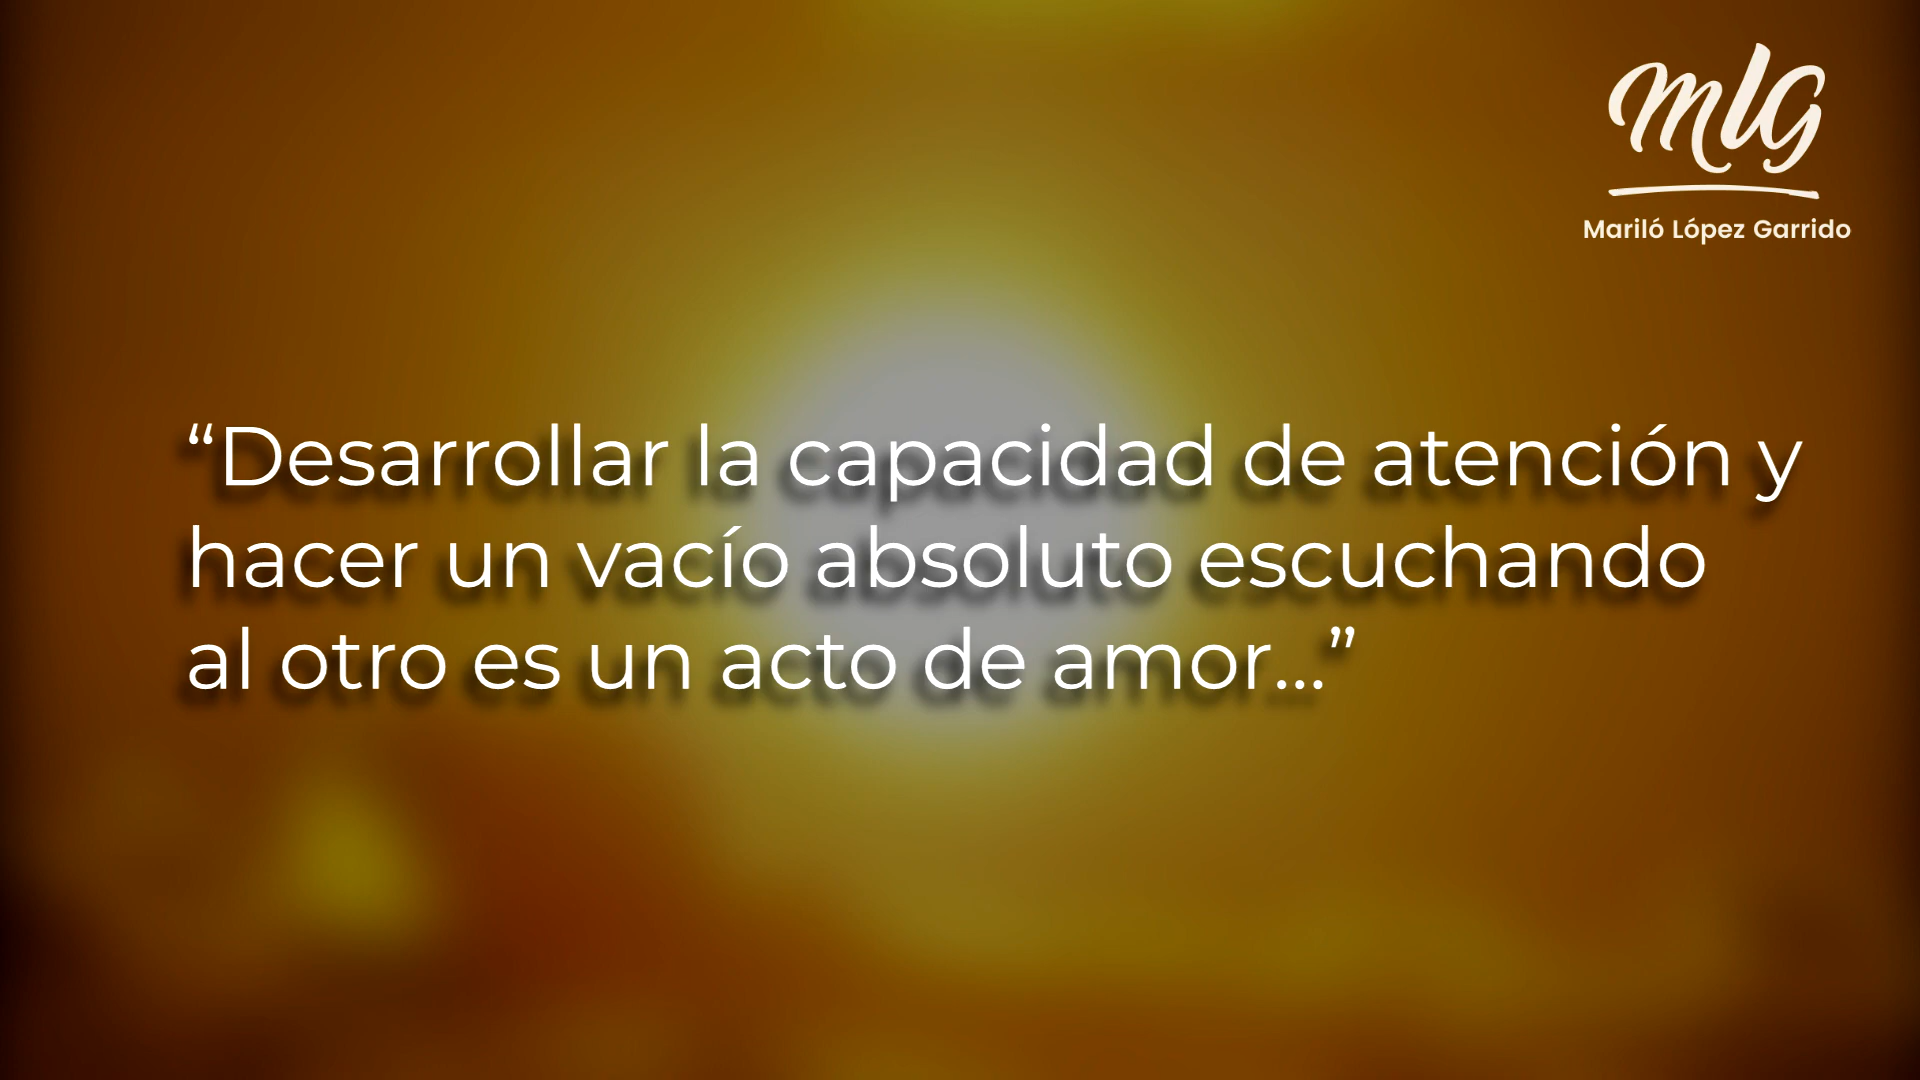 MLG
Mariló López Garrido
“Desarrollar la capacidad de atención y
hacer un vacío absoluto escuchando
al otro es un acto de amor...”